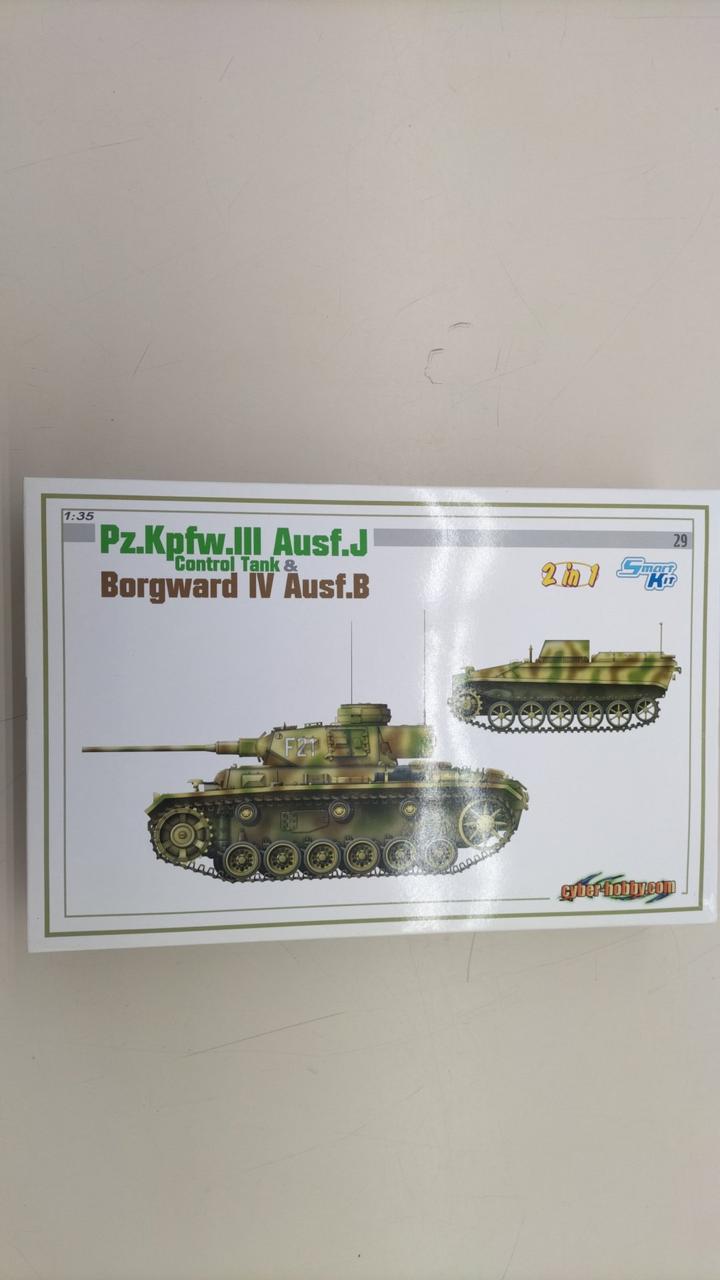 1:35
Pz.Kpfw.III Ausf.J
Control Tank &
Borgward IV Ausf.B
29
2 in 1
Smart Kit
F21
cyber-hobby.com